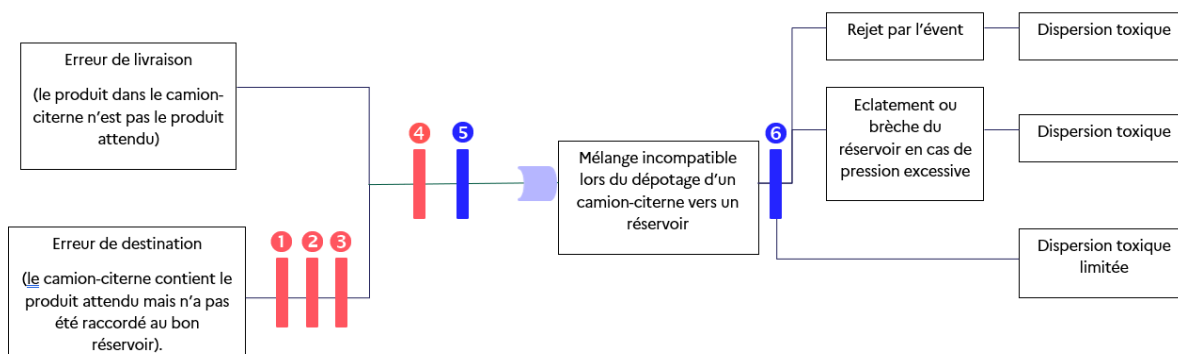 Erreur de livraison
(le produit dans le camion-
citerne n'est pas le produit
attendu)
Erreur de destination
(le camion-citerne contient le
produit attendu mais n'a pas
été raccordé au bon
réservoir).
1
2
3
4
5
Mélange incompatible
lors du dépotage d'un
camion-citerne vers un
réservoir
6
Rejet par l'évent
Dispersion toxique
Eclatement ou
brèche du
réservoir en cas de
pression excessive
Dispersion toxique
Dispersion toxique
limitée